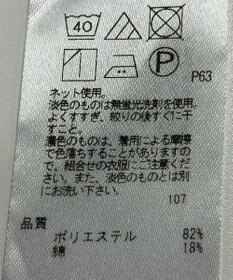 40
P
P63
ネット使用。
淡色のものは無蛍光洗剤を使用。
よくすすぎ、絞りの後すぐに干
すこと。
濃色のものは、着用による摩擦
で色落ちすることがありますの
で、組合せの衣服にご注意くださ
い。また、淡色のものとは別
にお洗い下さい。
107
品質
ポリエステル 82%
綿 18%